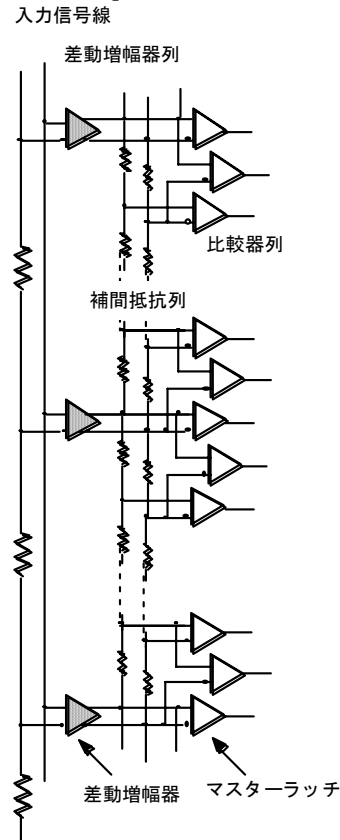 入力信号線
差動増幅器列
比較器列
補間抵抗列
差動増幅器
マスターラッチ